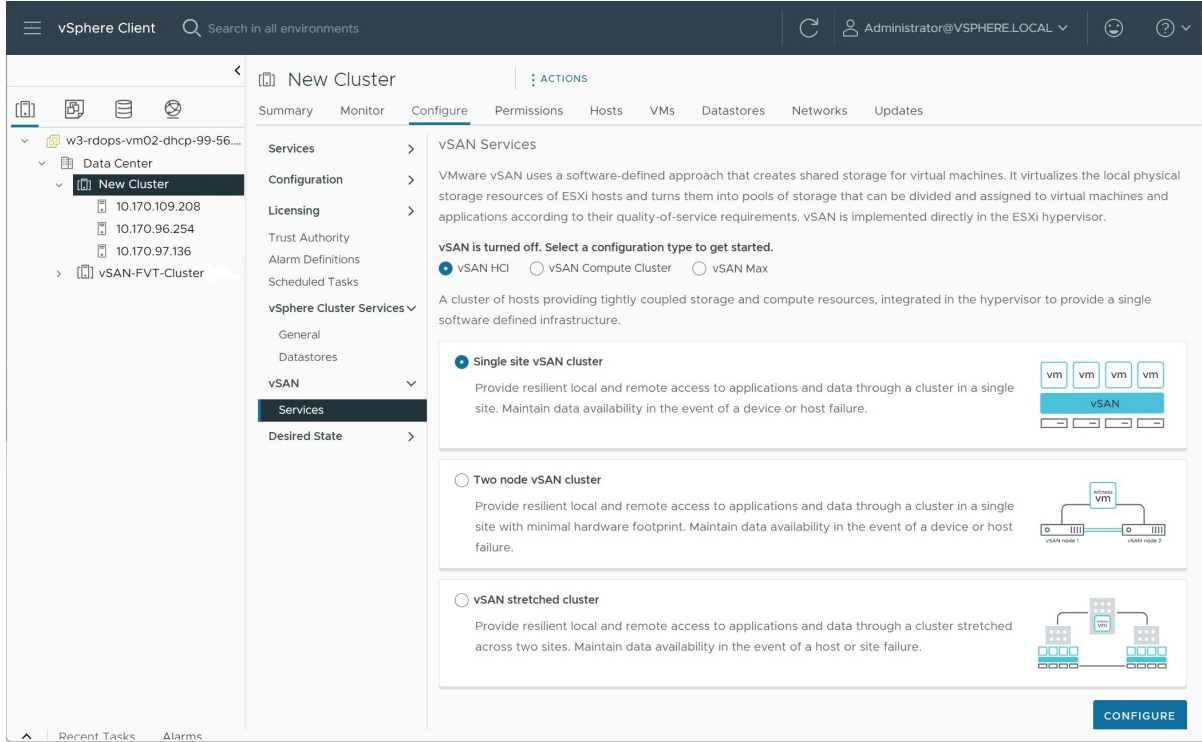 vSphere Client
Search in all environments
Administrator@VSPHERE.LOCAL
New Cluster
ACTIONS
Summary Monitor Configure Permissions Hosts VMs Datastores Networks Updates
w3-rdops-vm02-dhcp-99-56....
Data Center
New Cluster
10.170.109.208
10.170.96.254
10.170.97.136
vSAN-FVT-Cluster
Services
Configuration
Licensing
Trust Authority
Alarm Definitions
Scheduled Tasks
vSphere Cluster Services
General
Datastores
vSAN
Services
Desired State
vSAN Services
VMware vSAN uses a software-defined approach that creates shared storage for virtual machines. It virtualizes the local physical
storage resources of ESXi hosts and turns them into pools of storage that can be divided and assigned to virtual machines and
applications according to their quality-of-service requirements. vSAN is implemented directly in the ESXi hypervisor.
vSAN is turned off. Select a configuration type to get started.
vSAN HCI vSAN Compute Cluster vSAN Max
A cluster of hosts providing tightly coupled storage and compute resources, integrated in the hypervisor to provide a single
software defined infrastructure.
Single site vSAN cluster
Provide resilient local and remote access to applications and data through a cluster in a single
site. Maintain data availability in the event of a device or host failure.
vm vm vm vm
vSAN
Two node vSAN cluster
Provide resilient local and remote access to applications and data through a cluster in a single
site with minimal hardware footprint. Maintain data availability in the event of a device or host
failure.
witness
vm
vSAN node 1 vSAN node 2
vSAN stretched cluster
Provide resilient local and remote access to applications and data through a cluster stretched
across two sites. Maintain data availability in the event of a host or site failure.
witness
vm
CONFIGURE
Recent Tasks Alarms